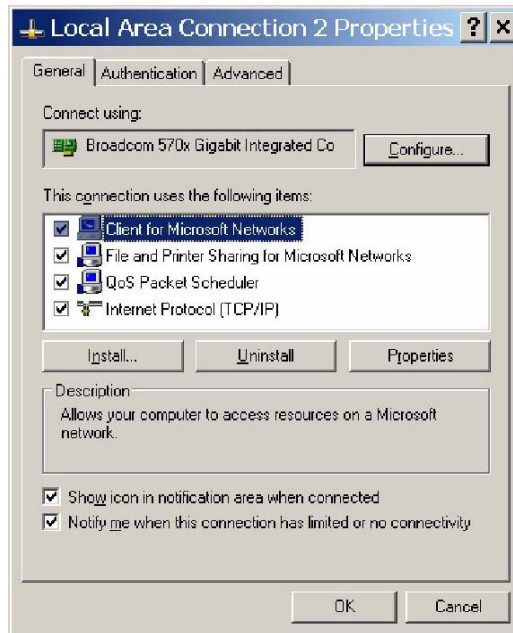 Local Area Connection 2 Properties
General Authentication Advanced
Connect using:
Broadcom 570x Gigabit Integrated Co
Configure...
This connection uses the following items:
Client for Microsoft Networks
File and Printer Sharing for Microsoft Networks
QoS Packet Scheduler
Internet Protocol (TCP/IP)
Install... Uninstall Properties
Description
Allows your computer to access resources on a Microsoft
network.
Show icon in notification area when connected
Notify me when this connection has limited or no connectivity
OK Cancel